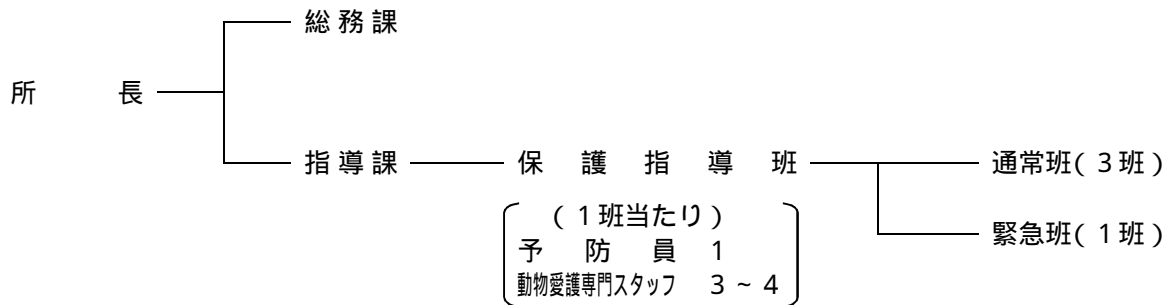 総務課
所長
指導課
保護指導班
通常班(3班)
(1班当たり)
予防員 1
緊急班(1班)
動物愛護専門スタッフ 3~4